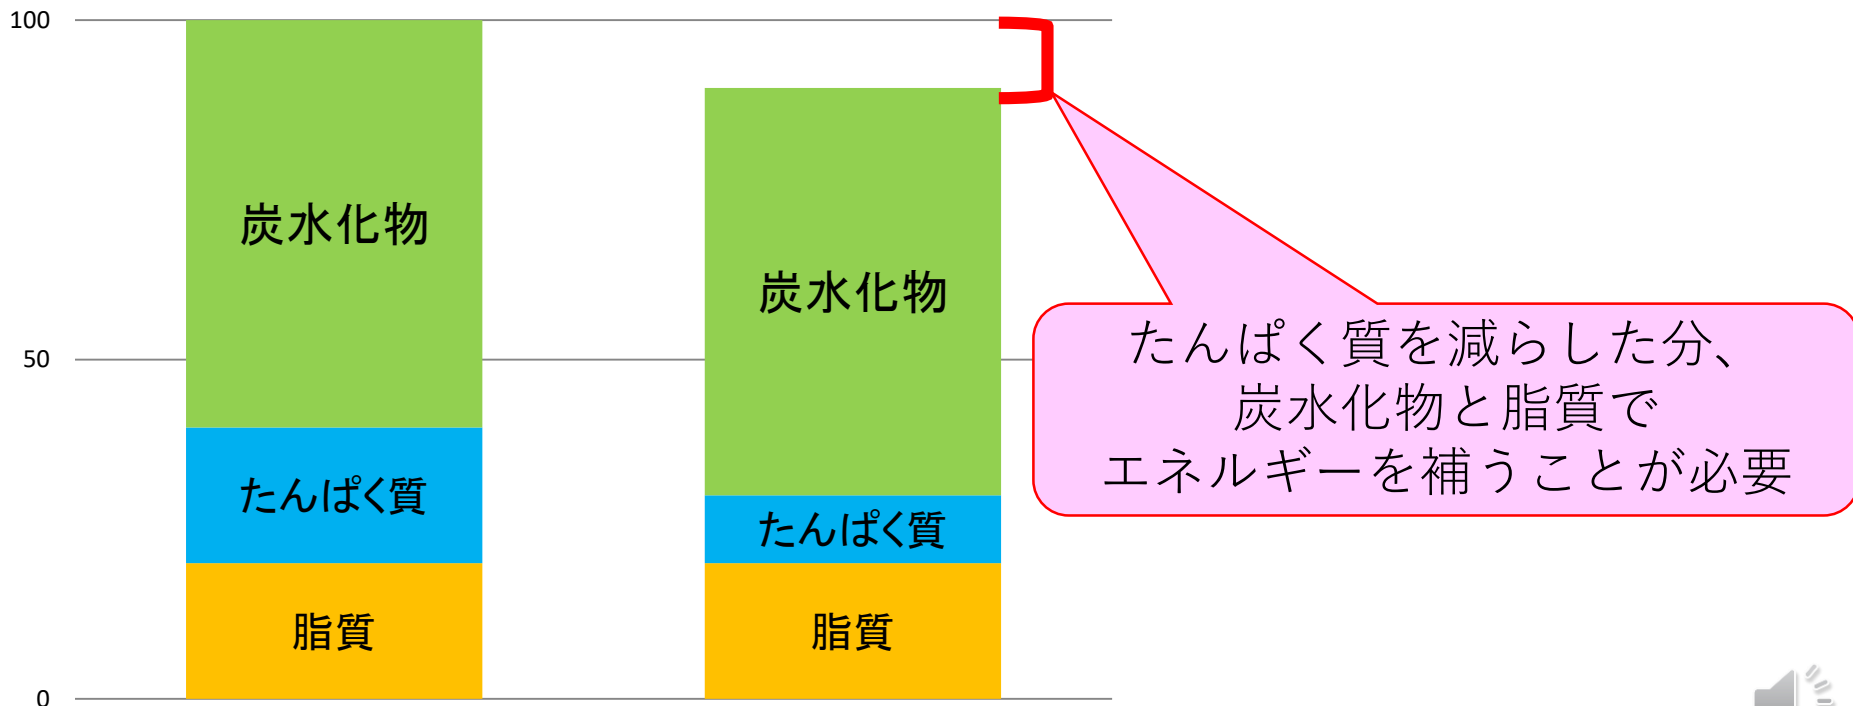 100
50
0
炭水化物
たんぱく質
脂質
炭水化物
たんぱく質
脂質
たんぱく質を減らした分、
炭水化物と脂質で
エネルギーを補うことが必要